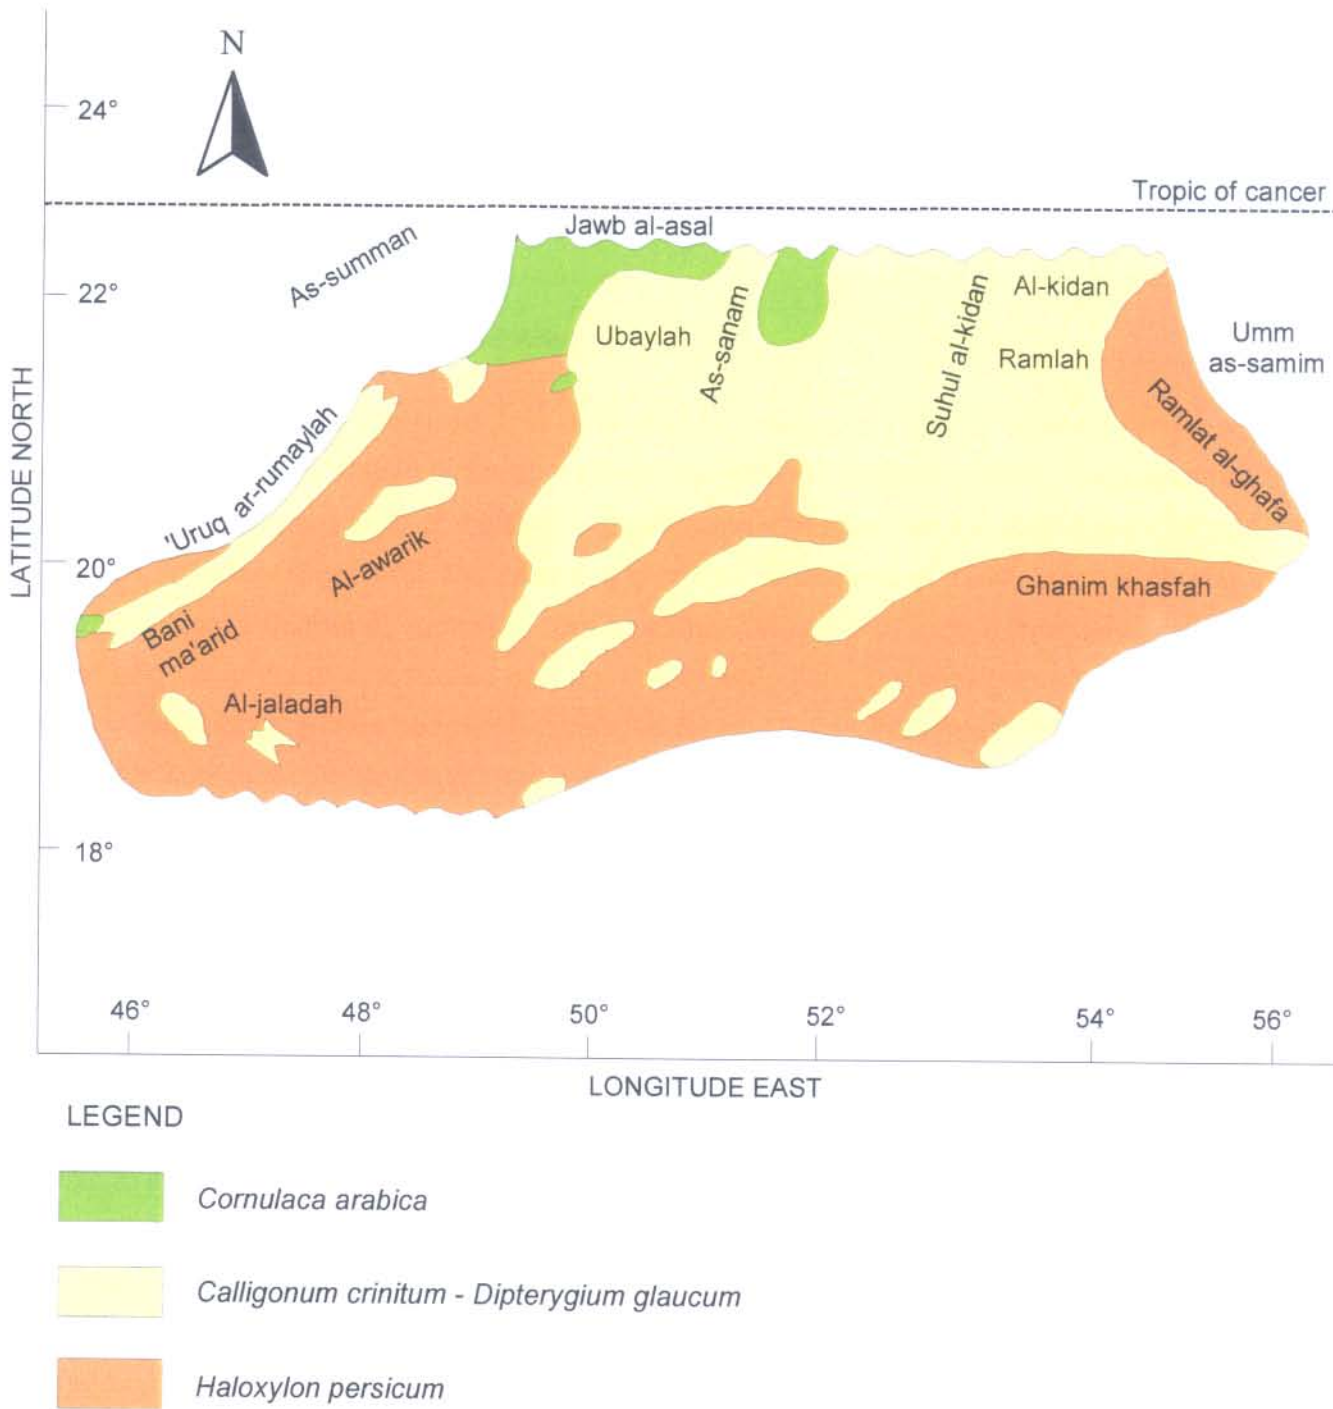 N
24°
Tropic of cancer
Jawb al-asal
As-summan
22°
Al-kidan
Ubaylah
As-sanam
Suhul al-kidan
Umm
as-samim
Ramlah
LATITUDE NORTH
'Uruq ar-rumaylah
Ramlat al-ghafa
20°
Al-awarik
Ghanim khasfah
Bani
ma'arid
Al-jaladah
18°
46°
48°
50°
52°
54°
56°
LONGITUDE EAST
LEGEND
Cornulaca arabica
Calligonum crinitum - Dipterygium glaucum
Haloxylon persicum